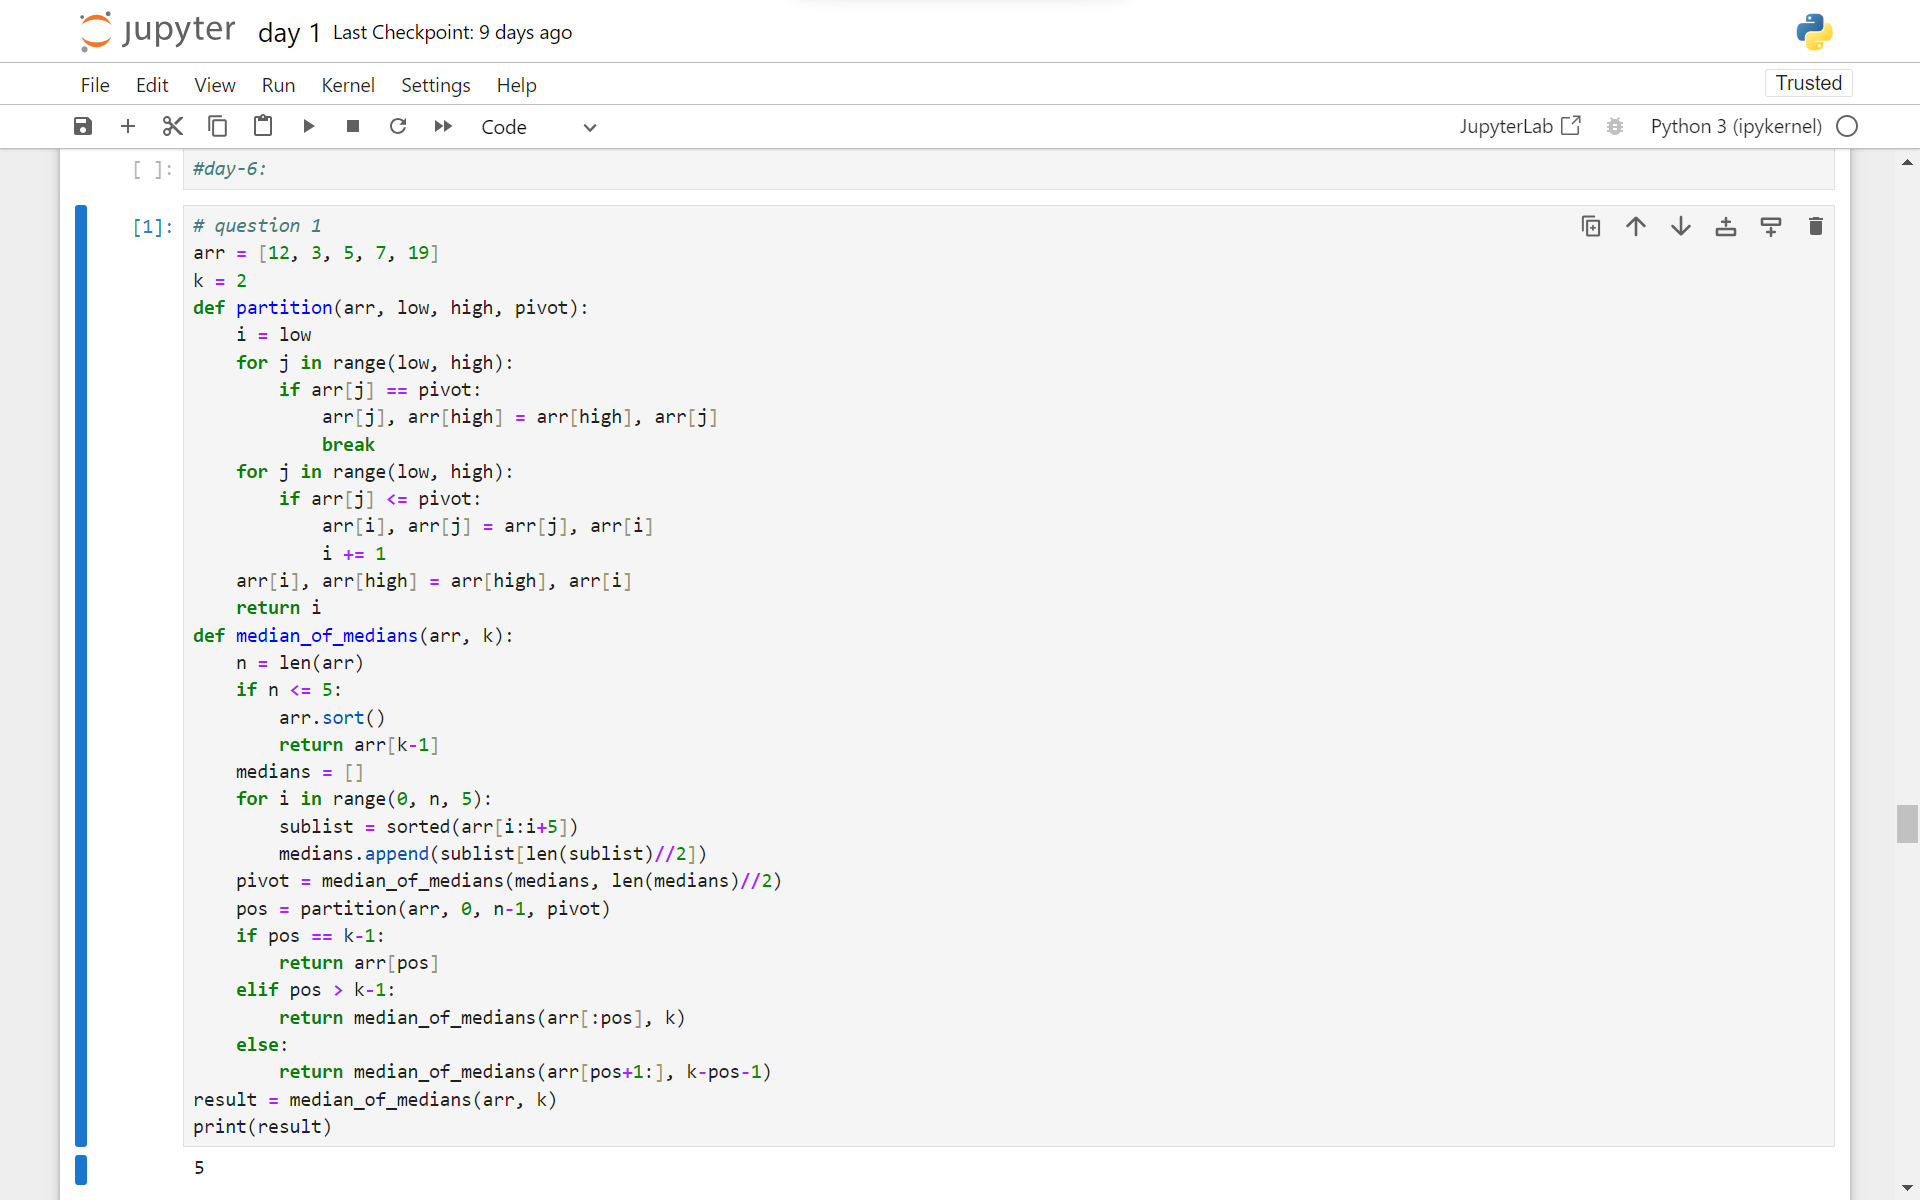 jupyter day 1 Last Checkpoint: 9 days ago
File Edit View Run Kernel Settings Help Trusted
Code JupyterLab Python 3 (ipykernel)
[ ]: #day-6:
[1]: # question 1
arr = [12, 3, 5, 7, 19]
k = 2
def partition(arr, low, high, pivot):
    i = low
    for j in range(low, high):
        if arr[j] == pivot:
            arr[j], arr[high] = arr[high], arr[j]
            break
    for j in range(low, high):
        if arr[j] <= pivot:
            arr[i], arr[j] = arr[j], arr[i]
            i += 1
    arr[i], arr[high] = arr[high], arr[i]
    return i
def median_of_medians(arr, k):
    n = len(arr)
    if n <= 5:
        arr.sort()
        return arr[k-1]
    medians = []
    for i in range(0, n, 5):
        sublist = sorted(arr[i:i+5])
        medians.append(sublist[len(sublist)//2])
    pivot = median_of_medians(medians, len(medians)//2)
    pos = partition(arr, 0, n-1, pivot)
    if pos == k-1:
        return arr[pos]
    elif pos > k-1:
        return median_of_medians(arr[:pos], k)
    else:
        return median_of_medians(arr[pos+1:], k-pos-1)
result = median_of_medians(arr, k)
print(result)
5